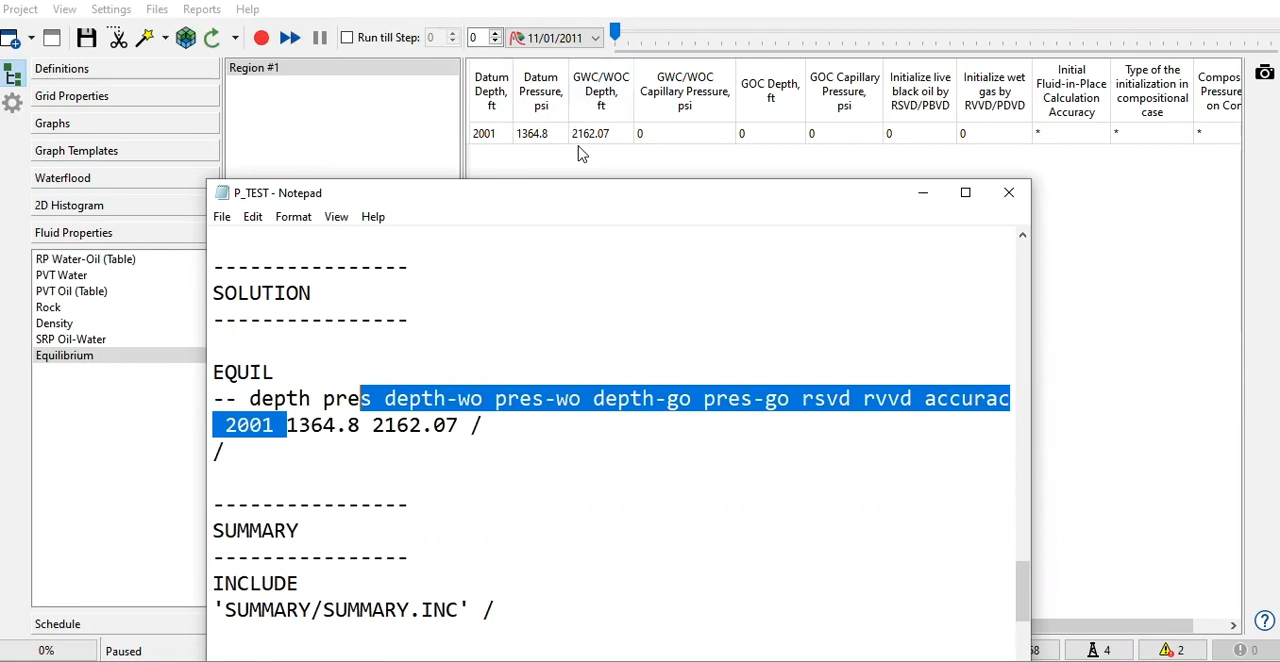 Project View Settings Files Reports Help
Run till Step: 0 0 11/01/2011
Definitions
Grid Properties
Graphs
Graph Templates
Waterflood
2D Histogram
Fluid Properties
RP Water-Oil (Table)
PVT Water
PVT Oil (Table)
Rock
Density
SRP Oil-Water
Equilibrium
Schedule
0% Paused
Region #1
Datum Depth, ft
Datum Pressure, psi
GWC/WOC Depth, ft
GWC/WOC Capillary Pressure, psi
GOC Depth, ft
GOC Capillary Pressure, psi
Initialize live black oil by RSVD/PBVD
Initialize wet gas by RVVD/PDVD
Initial Fluid-in-Place Calculation Accuracy
Type of the initialization in compositional case
Compos Pressure on Con
2001 1364.8 2162.07 0 0 0 0 0 * * *
P_TEST - Notepad
File Edit Format View Help
----------------
SOLUTION
----------------
EQUIL
-- depth pres depth-wo pres-wo depth-go pres-go rsvd rvvd accurac
2001 1364.8 2162.07 /
/
----------------
SUMMARY
----------------
INCLUDE
'SUMMARY/SUMMARY.INC' /
4 2 0